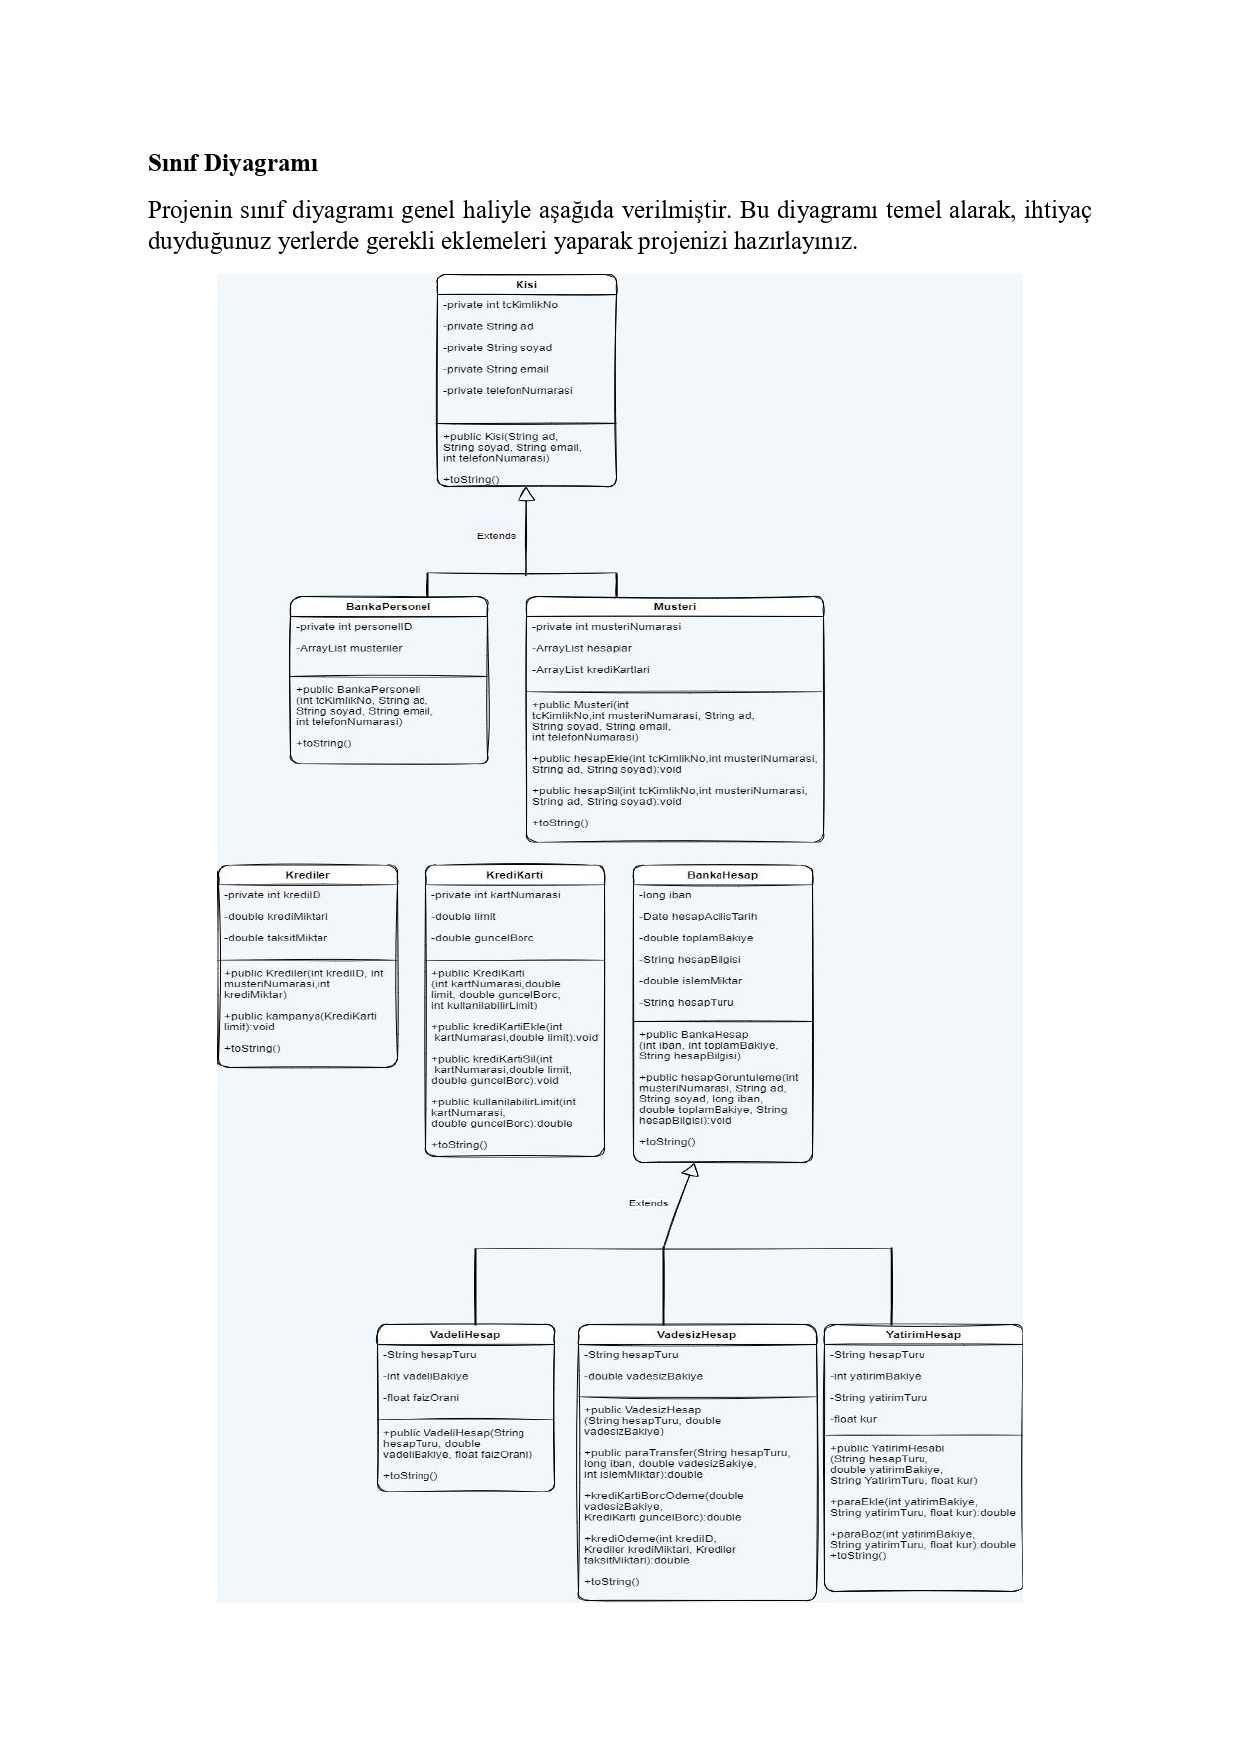 Sınıf Diyagramı
Projenin sınıf diyagramı genel haliyle aşağıda verilmiştir. Bu diyagramı temel alarak, ihtiyaç
duyduğunuz yerlerde gerekli eklemeleri yaparak projenizi hazırlayınız.
Kisi
-private int tcKimlikNo
-private String ad
-private String soyad
-private String email
-private telefonNumarasi
+public Kisi(String ad,
String soyad, String email,
int telefonNumarasi)
+toString()
Extends
BankaPersonel
-private int personelID
-ArrayList musteriler
+public BankaPersoneli
(int tcKimlikNo, String ad,
String soyad, String email,
int telefonNumarasi)
+toString()
Musteri
-private int musteriNumarasi
-ArrayList hesaplar
-ArrayList krediKartlari
+public Musteri(int
tcKimlikNo,int musteriNumarasi, String ad,
String soyad, String email,
int telefonNumarasi)
+public hesapEkle(int tcKimlikNo,int musteriNumarasi,
String ad, String soyad):void
+public hesapSil(int tcKimlikNo,int musteriNumarasi,
String ad, String soyad):void
+toString()
Krediler
-private int krediID
-double krediMiktari
-double taksitMiktar
+public Krediler(int krediID, int
musteriNumarasi,int
krediMiktar)
+public kampanya(KrediKarti
limit):void
+toString()
KrediKarti
-private int kartNumarasi
-double limit
-double guncelBorc
+public KrediKarti
(int kartNumarasi,double
limit, double guncelBorc,
int kullanilabilirLimit)
+public krediKartiEkle(int
kartNumarasi,double limit):void
+public krediKartiSil(int
kartNumarasi,double limit,
double guncelBorc):void
+public kullanilabilirLimit(int
kartNumarasi,
double guncelBorc):double
+toString()
BankaHesap
-long iban
-Date hesapAcilisTarih
-double toplamBakiye
-String hesapBilgisi
-double islemMiktar
-String hesapTuru
+public BankaHesap
(int iban, int toplamBakiye,
String hesapBilgisi)
+public hesapGoruntuleme(int
musteriNumarasi, String ad,
String soyad, long iban,
double toplamBakiye, String
hesapBilgisi):void
+toString()
Extends
VadeliHesap
-String hesapTuru
-int vadeliBakiye
-float faizOrani
+public VadeliHesap(String
hesapTuru, double
vadeliBakiye, float faizOrani)
+toString()
VadesizHesap
-String hesapTuru
-double vadesizBakiye
+public VadesizHesap
(String hesapTuru, double
vadesizBakiye)
+public paraTransfer(String hesapTuru,
long iban, double vadesizBakiye,
int islemMiktar):double
+krediKartiBorcOdeme(double
vadesizBakiye,
KrediKarti guncelBorc):double
+krediOdeme(int krediID,
Krediler krediMiktari, Krediler
taksitMiktari):double
+toString()
YatirimHesap
-String hesapTuru
-int yatirimBakiye
-String yatirimTuru
-float kur
+public YatirimHesabi
(String hesapTuru,
double yatirimBakiye,
String YatirimTuru, float kur)
+paraEkle(int yatirimBakiye,
String yatirimTuru, float kur):double
+paraBoz(int yatirimBakiye,
String yatirimTuru, float kur):double
+toString()